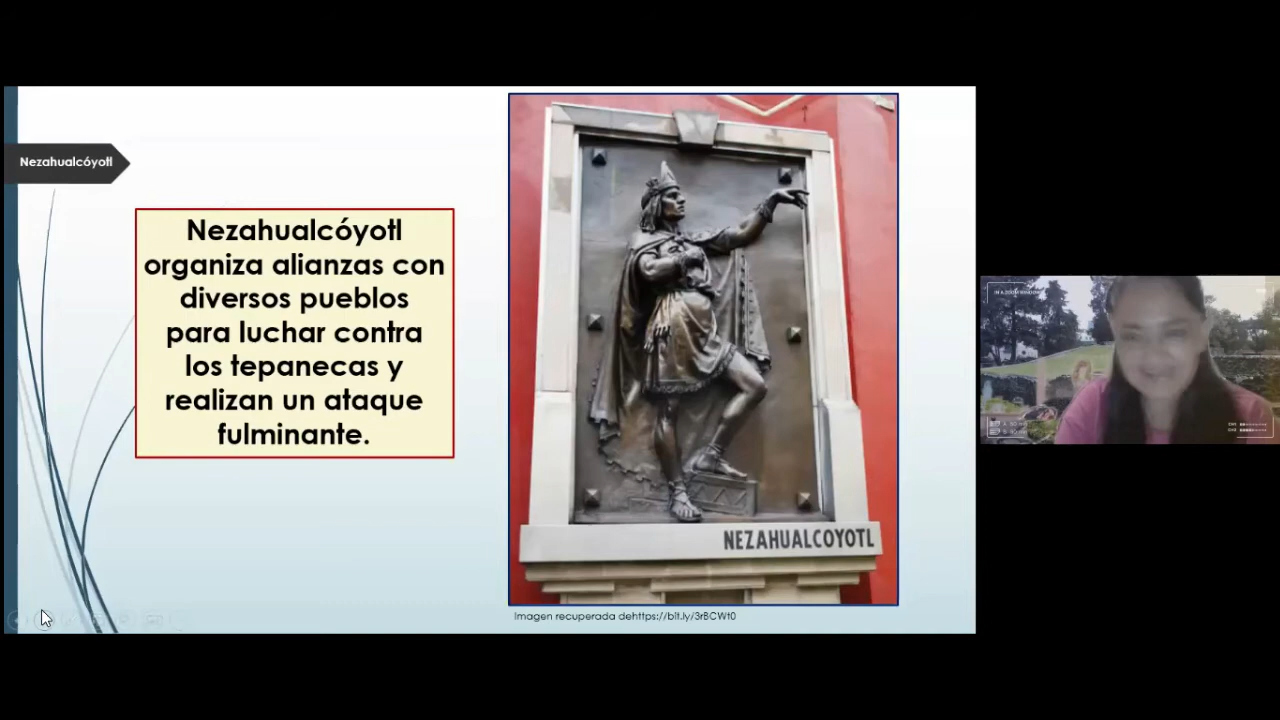 Nezahualcóyotl
Nezahualcóyotl
organiza alianzas con
diversos pueblos
para luchar contra
los tepanecas y
realizan un ataque
fulminante.
NEZAHUALCOYOTL
Imagen recuperada dehttps://bit.ly/3rBCWt0